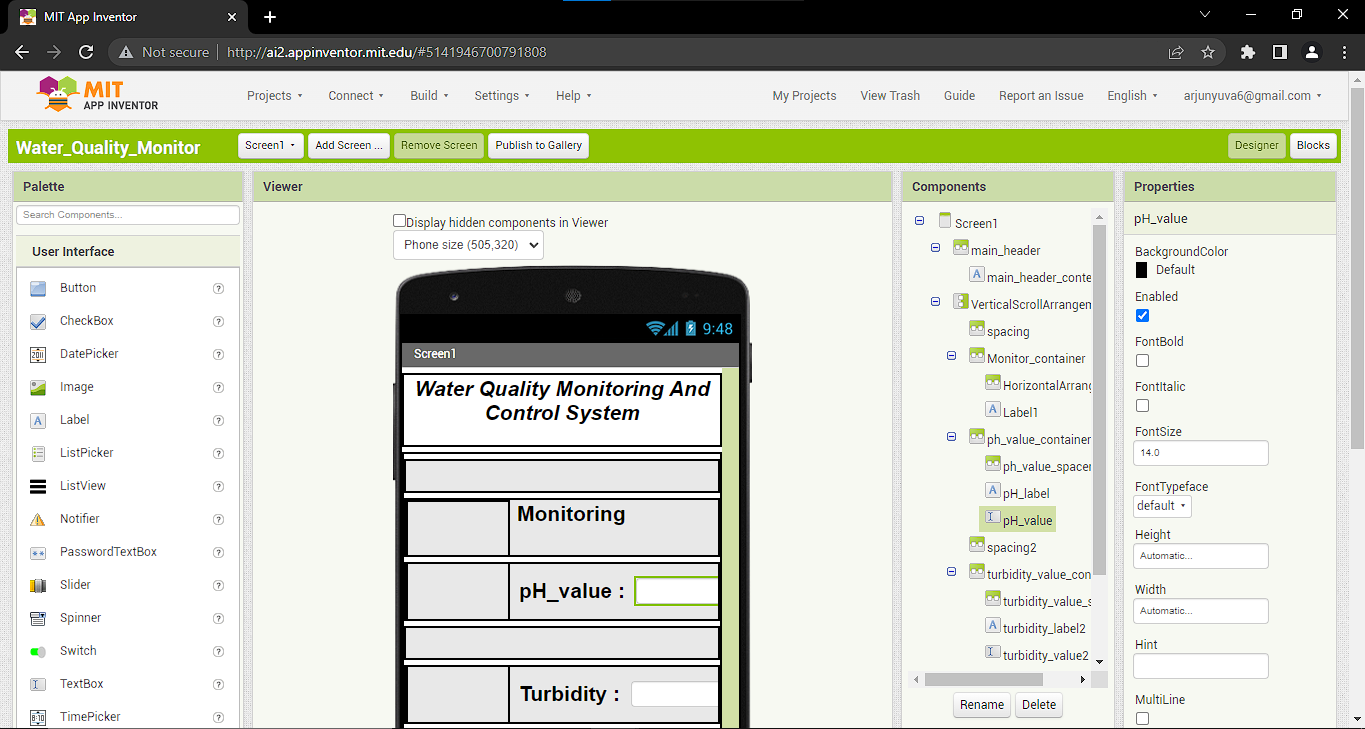 MIT App Inventor
Not secure
http://ai2.appinventor.mit.edu/#5141946700791808
MIT
APP INVENTOR
Projects
Connect
Build
Settings
Help
My Projects
View Trash
Guide
Report an Issue
English
arjunyuva6@gmail.com
Water_Quality_Monitor
Screen1
Add Screen ...
Remove Screen
Publish to Gallery
Designer
Blocks
Palette
Search Components...
User Interface
Button
CheckBox
DatePicker
Image
Label
ListPicker
ListView
Notifier
PasswordTextBox
Slider
Spinner
Switch
TextBox
TimePicker
Viewer
Display hidden components in Viewer
Phone size (505,320)
9:48
Screen1
Water Quality Monitoring And
Control System
Monitoring
pH_value :
Turbidity :
Components
Screen1
main_header
main_header_conte
VerticalScrollArrangem
spacing
Monitor_container
HorizontalArrang
Label1
ph_value_container
ph_value_spacer
pH_label
pH_value
spacing2
turbidity_value_con
turbidity_value_s
turbidity_label2
turbidity_value2
Rename
Delete
Properties
pH_value
BackgroundColor
Default
Enabled
FontBold
FontItalic
FontSize
14.0
FontTypeface
default
Height
Automatic...
Width
Automatic...
Hint
MultiLine